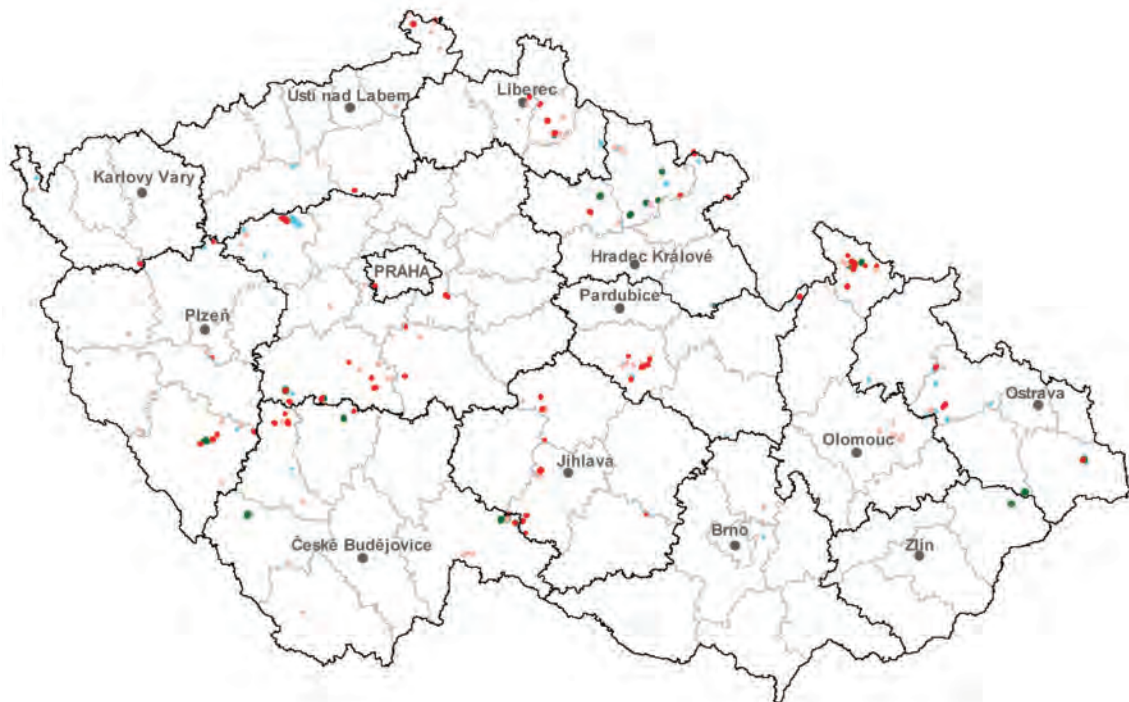 Liberec
Ústí nad Labem
Karlovy Vary
Hradec Králové
PRAHA
Pardubice
Plzeň
Ostrava
Olomouc
Jihlava
Brno
České Budějovice
Zlín